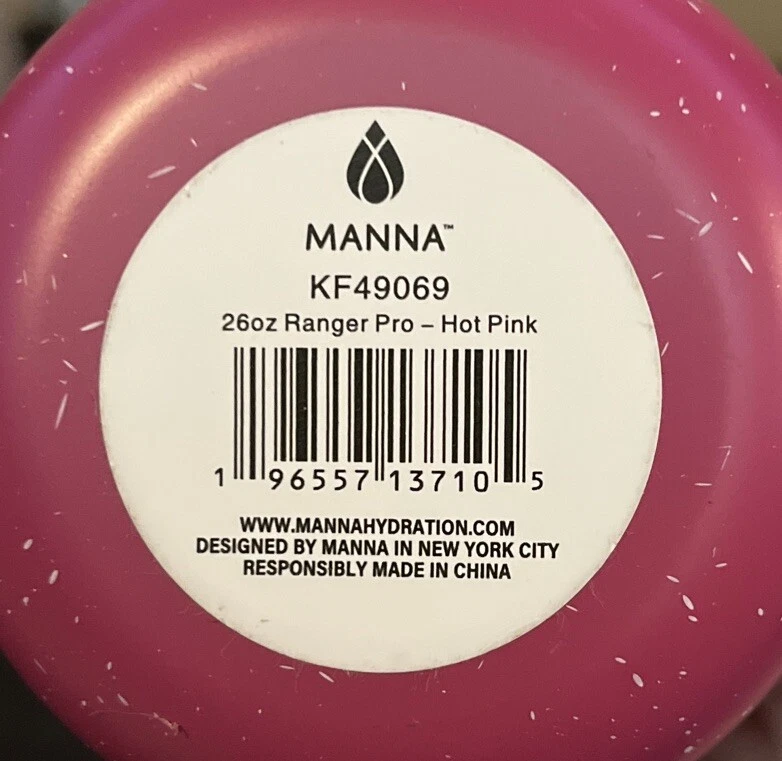 MANNA™
KF49069
26oz Ranger Pro – Hot Pink
1 96557 13710 5
WWW.MANNAHYDRATION.COM
DESIGNED BY MANNA IN NEW YORK CITY
RESPONSIBLY MADE IN CHINA